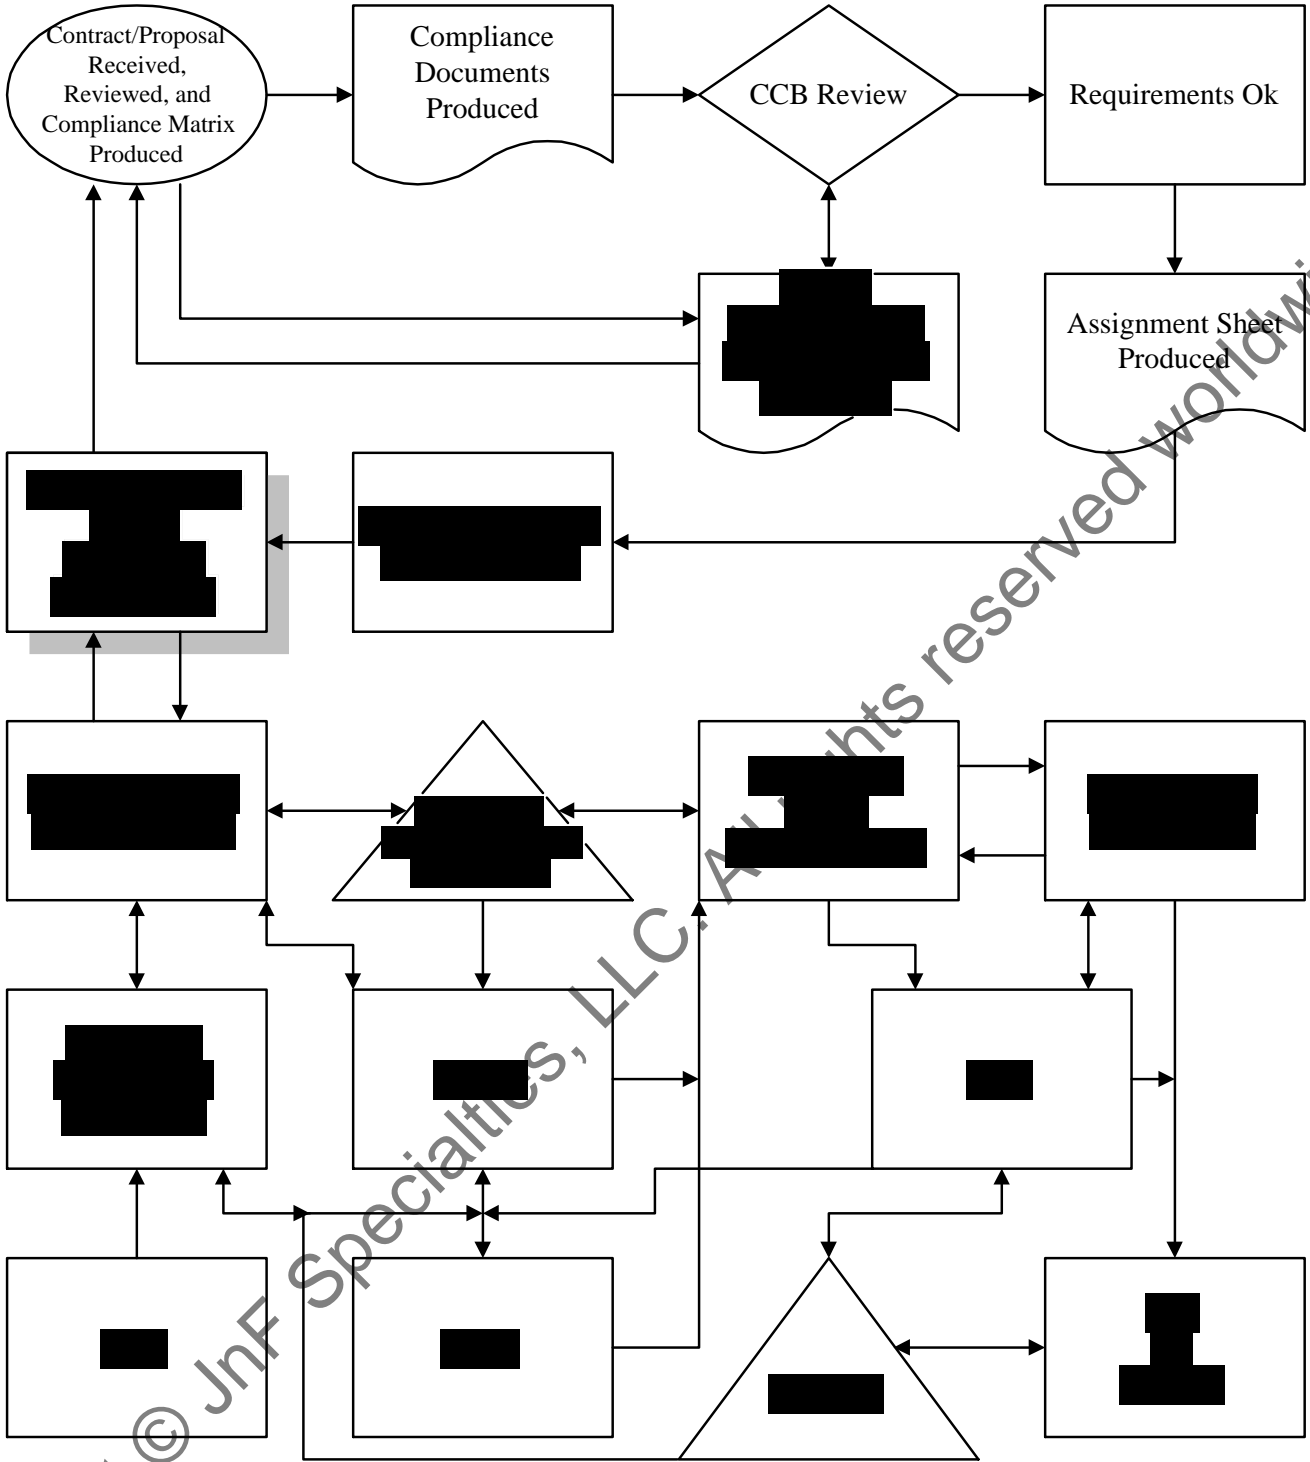 Contract/Proposal
Received,
Reviewed, and
Compliance Matrix
Produced
Compliance
Documents
Produced
CCB Review
Requirements Ok
Assignment Sheet
Produced
© JnF Specialties, LLC. All rights reserved worldwi